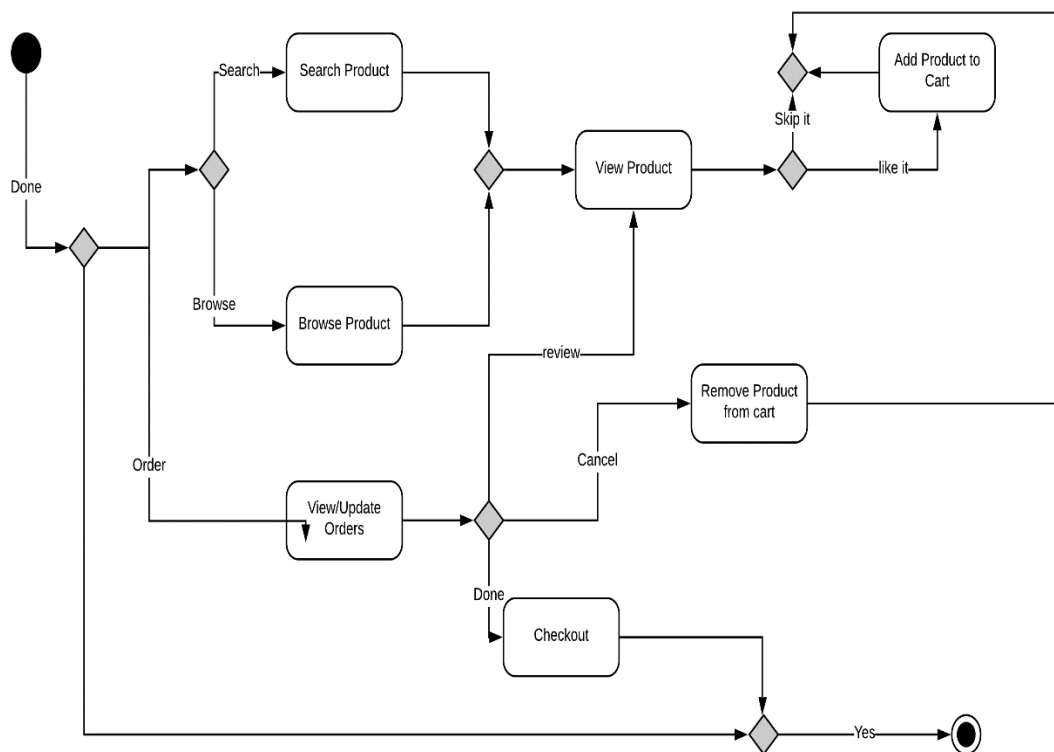 Search
Search Product
Add Product to
Cart
Skip it
View Product
like it
Done
Browse
Browse Product
review
Remove Product
from cart
Order
Cancel
View/Update
Orders
Done
Checkout
Yes